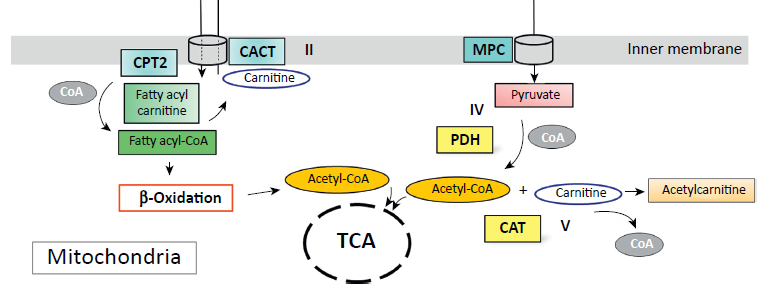 CACT
II
MPC
Inner membrane
CPT2
Carnitine
CoA
Fatty acyl
carnitine
Pyruvate
IV
Fatty acyl-CoA
PDH
CoA
β-Oxidation
Acetyl-CoA
Acetyl-CoA
+
Carnitine
Acetylcarnitine
TCA
CAT
V
CoA
Mitochondria